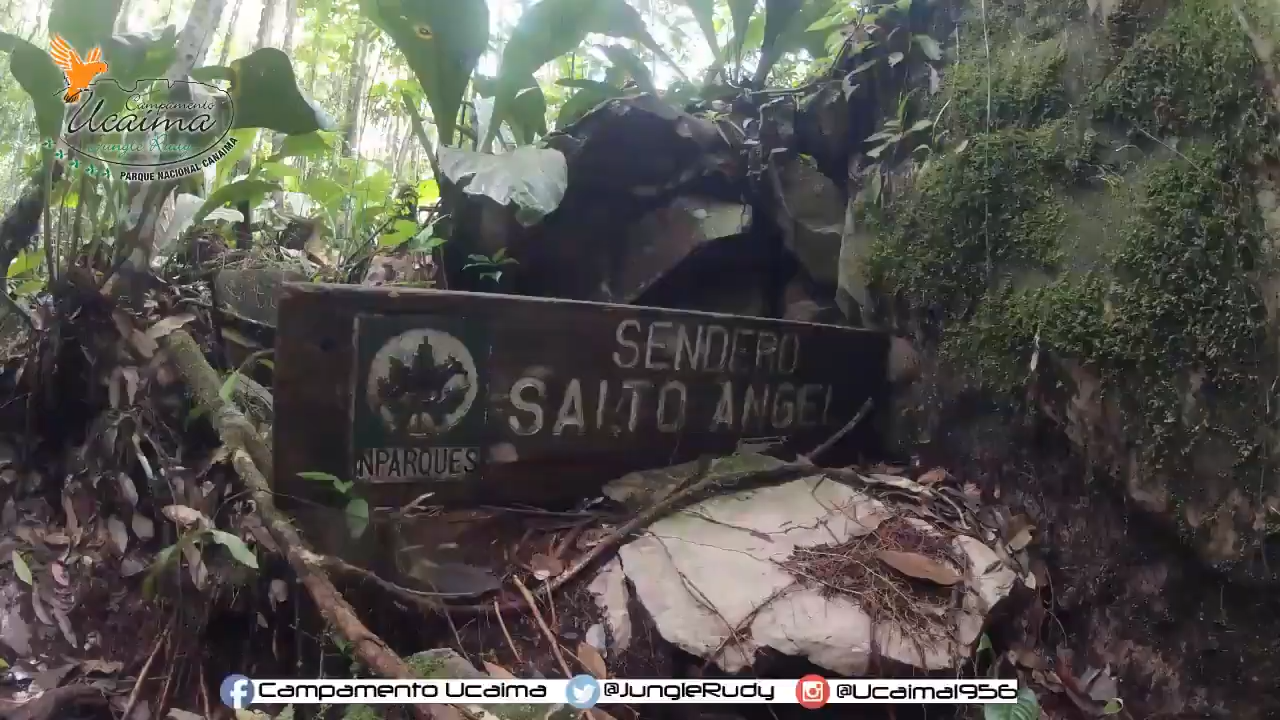 Campamento
Ucaima
Jungle Rudy
PARQUE NACIONAL CANAIMA
SENDERO
SALTO ANGEL
INPARQUES
Campamento Ucaima @JungleRudy @Ucaima1956